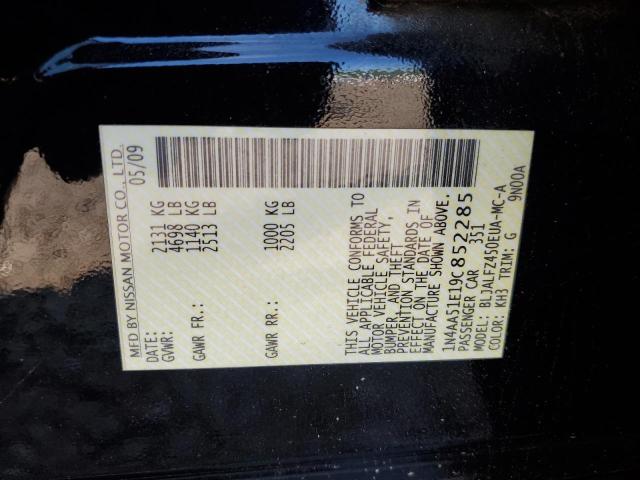 MFD BY NISSAN MOTOR CO., LTD.
DATE: 05/09
GVWR: 2131 KG
4698 LB
GAWR FR.: 1140 KG
2513 LB
GAWR RR.: 1000 KG
2205 LB
THIS VEHICLE CONFORMS TO
ALL APPLICABLE FEDERAL
MOTOR VEHICLE SAFETY,
BUMPER, AND THEFT
PREVENTION STANDARDS IN
EFFECT ON THE DATE OF
MANUFACTURE SHOWN ABOVE.
1N4AA51E19C852285
PASSENGER CAR 351
MODEL: BLJALFZ450EUA-MC-A
COLOR: KH3 TRIM: G 9N00A